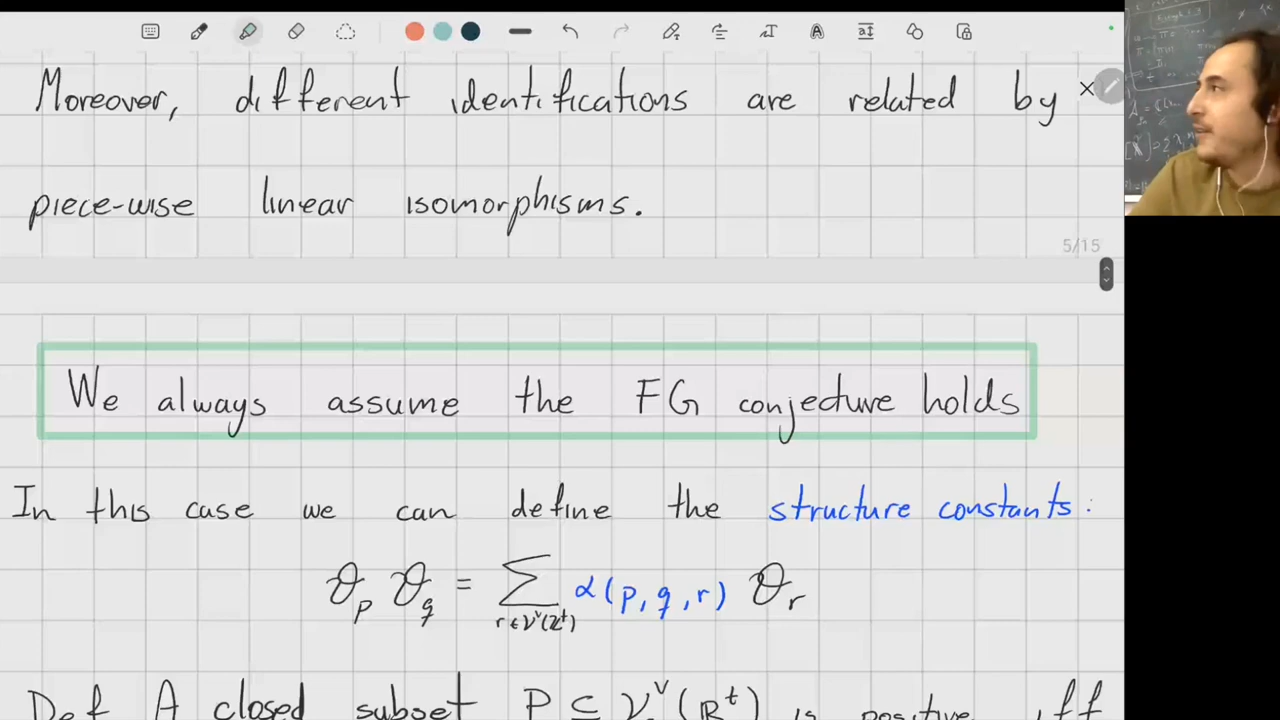 Moreover, different identifications are related by
piece-wise linear isomorphisms.
5/15
We always assume the FG conjecture holds
In this case we can define the structure constants:
ϑ_p ϑ_q = Σ_{r∈𝒱^∨(ℤ^t)} α(p, q, r) ϑ_r
Def A closed subset P ⊆ 𝒱^∨(ℝ^t) is positive iff